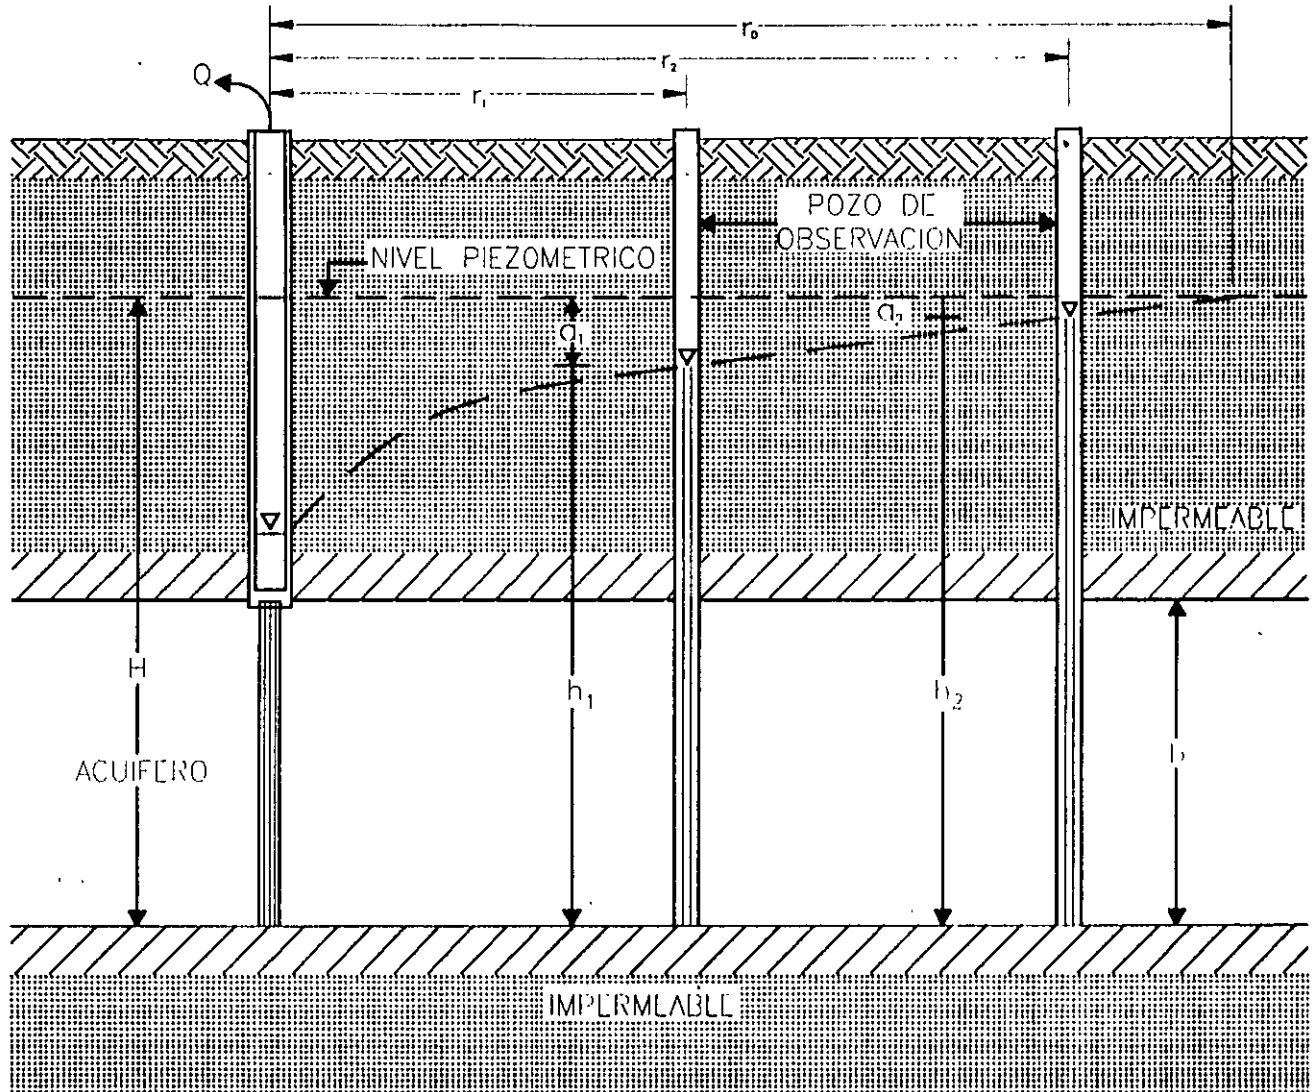 r₀
r₂
r₁
Q
POZO DE
OBSERVACION
NIVEL PIEZOMETRICO
a₁
a₂
IMPERMEABLE
H
h₁
h₂
b
ACUIFERO
IMPERMEABLE